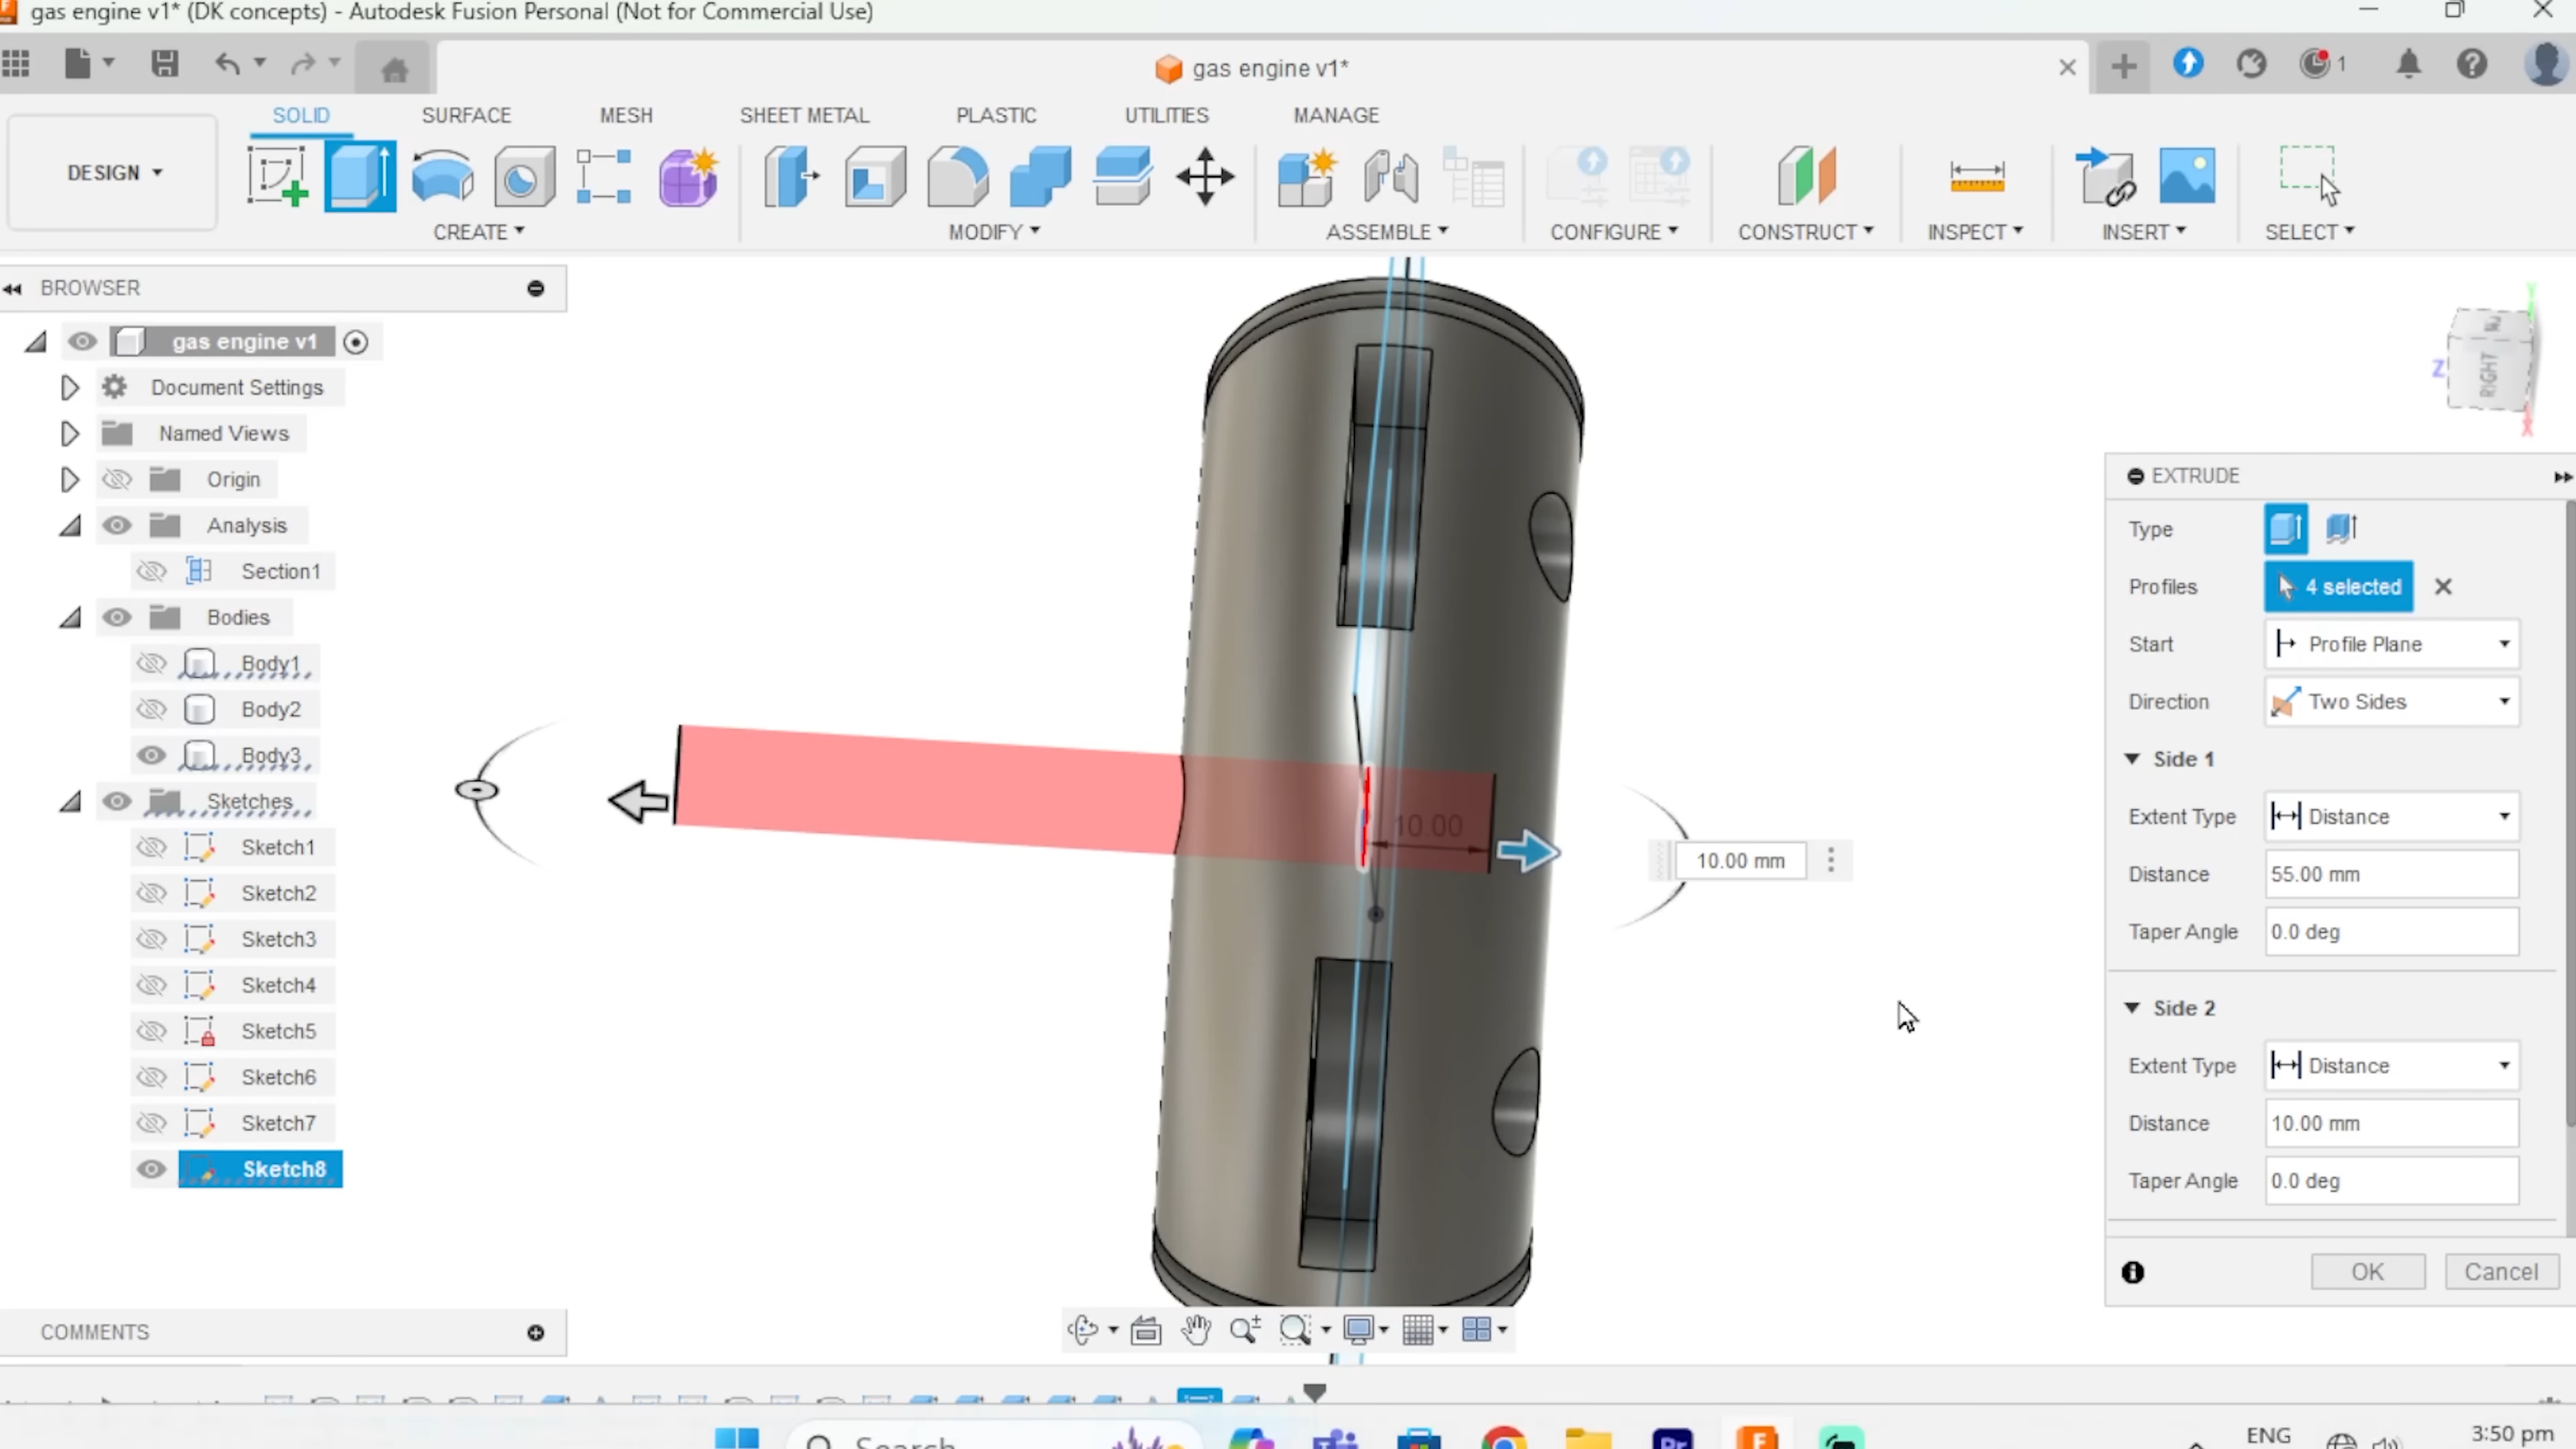 gas engine v1* (DK concepts) - Autodesk Fusion Personal (Not for Commercial Use)
gas engine v1*
1
SOLID
SURFACE
MESH
SHEET METAL
PLASTIC
UTILITIES
MANAGE
DESIGN
CREATE
MODIFY
ASSEMBLE
CONFIGURE
CONSTRUCT
INSPECT
INSERT
SELECT
BROWSER
gas engine v1
Document Settings
Named Views
Origin
Analysis
Section1
Bodies
Body1
Body2
Body3
Sketches
Sketch1
Sketch2
Sketch3
Sketch4
Sketch5
Sketch6
Sketch7
Sketch8
COMMENTS
10.00
10.00 mm
Z
RIGHT
X
EXTRUDE
Type
Profiles
4 selected
Start
Profile Plane
Direction
Two Sides
Side 1
Extent Type
Distance
Distance
55.00 mm
Taper Angle
0.0 deg
Side 2
Extent Type
Distance
Distance
10.00 mm
Taper Angle
0.0 deg
OK
Cancel
Search
Pr
F
ENG
3:50 pm